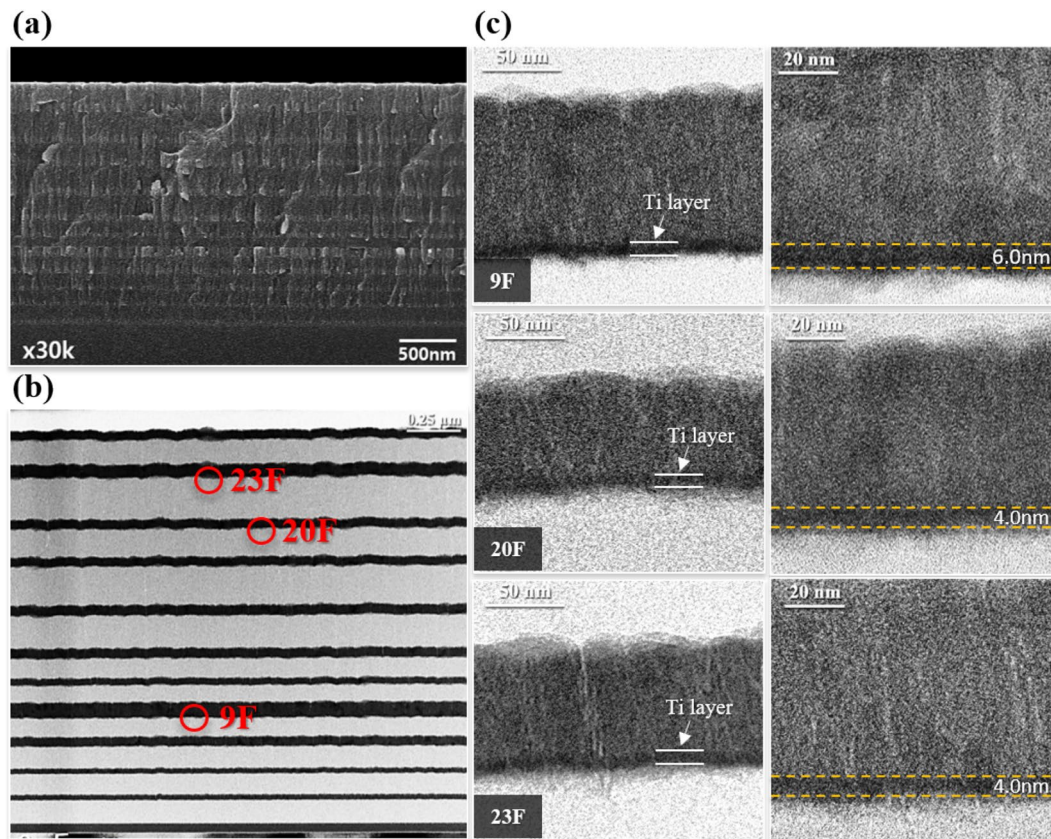 (a)
x30k
500nm
(b)
0.25 μm
23F
20F
9F
(c)
50 nm
Ti layer
9F
20 nm
6.0nm
50 nm
Ti layer
20F
20 nm
4.0nm
50 nm
Ti layer
23F
20 nm
4.0nm